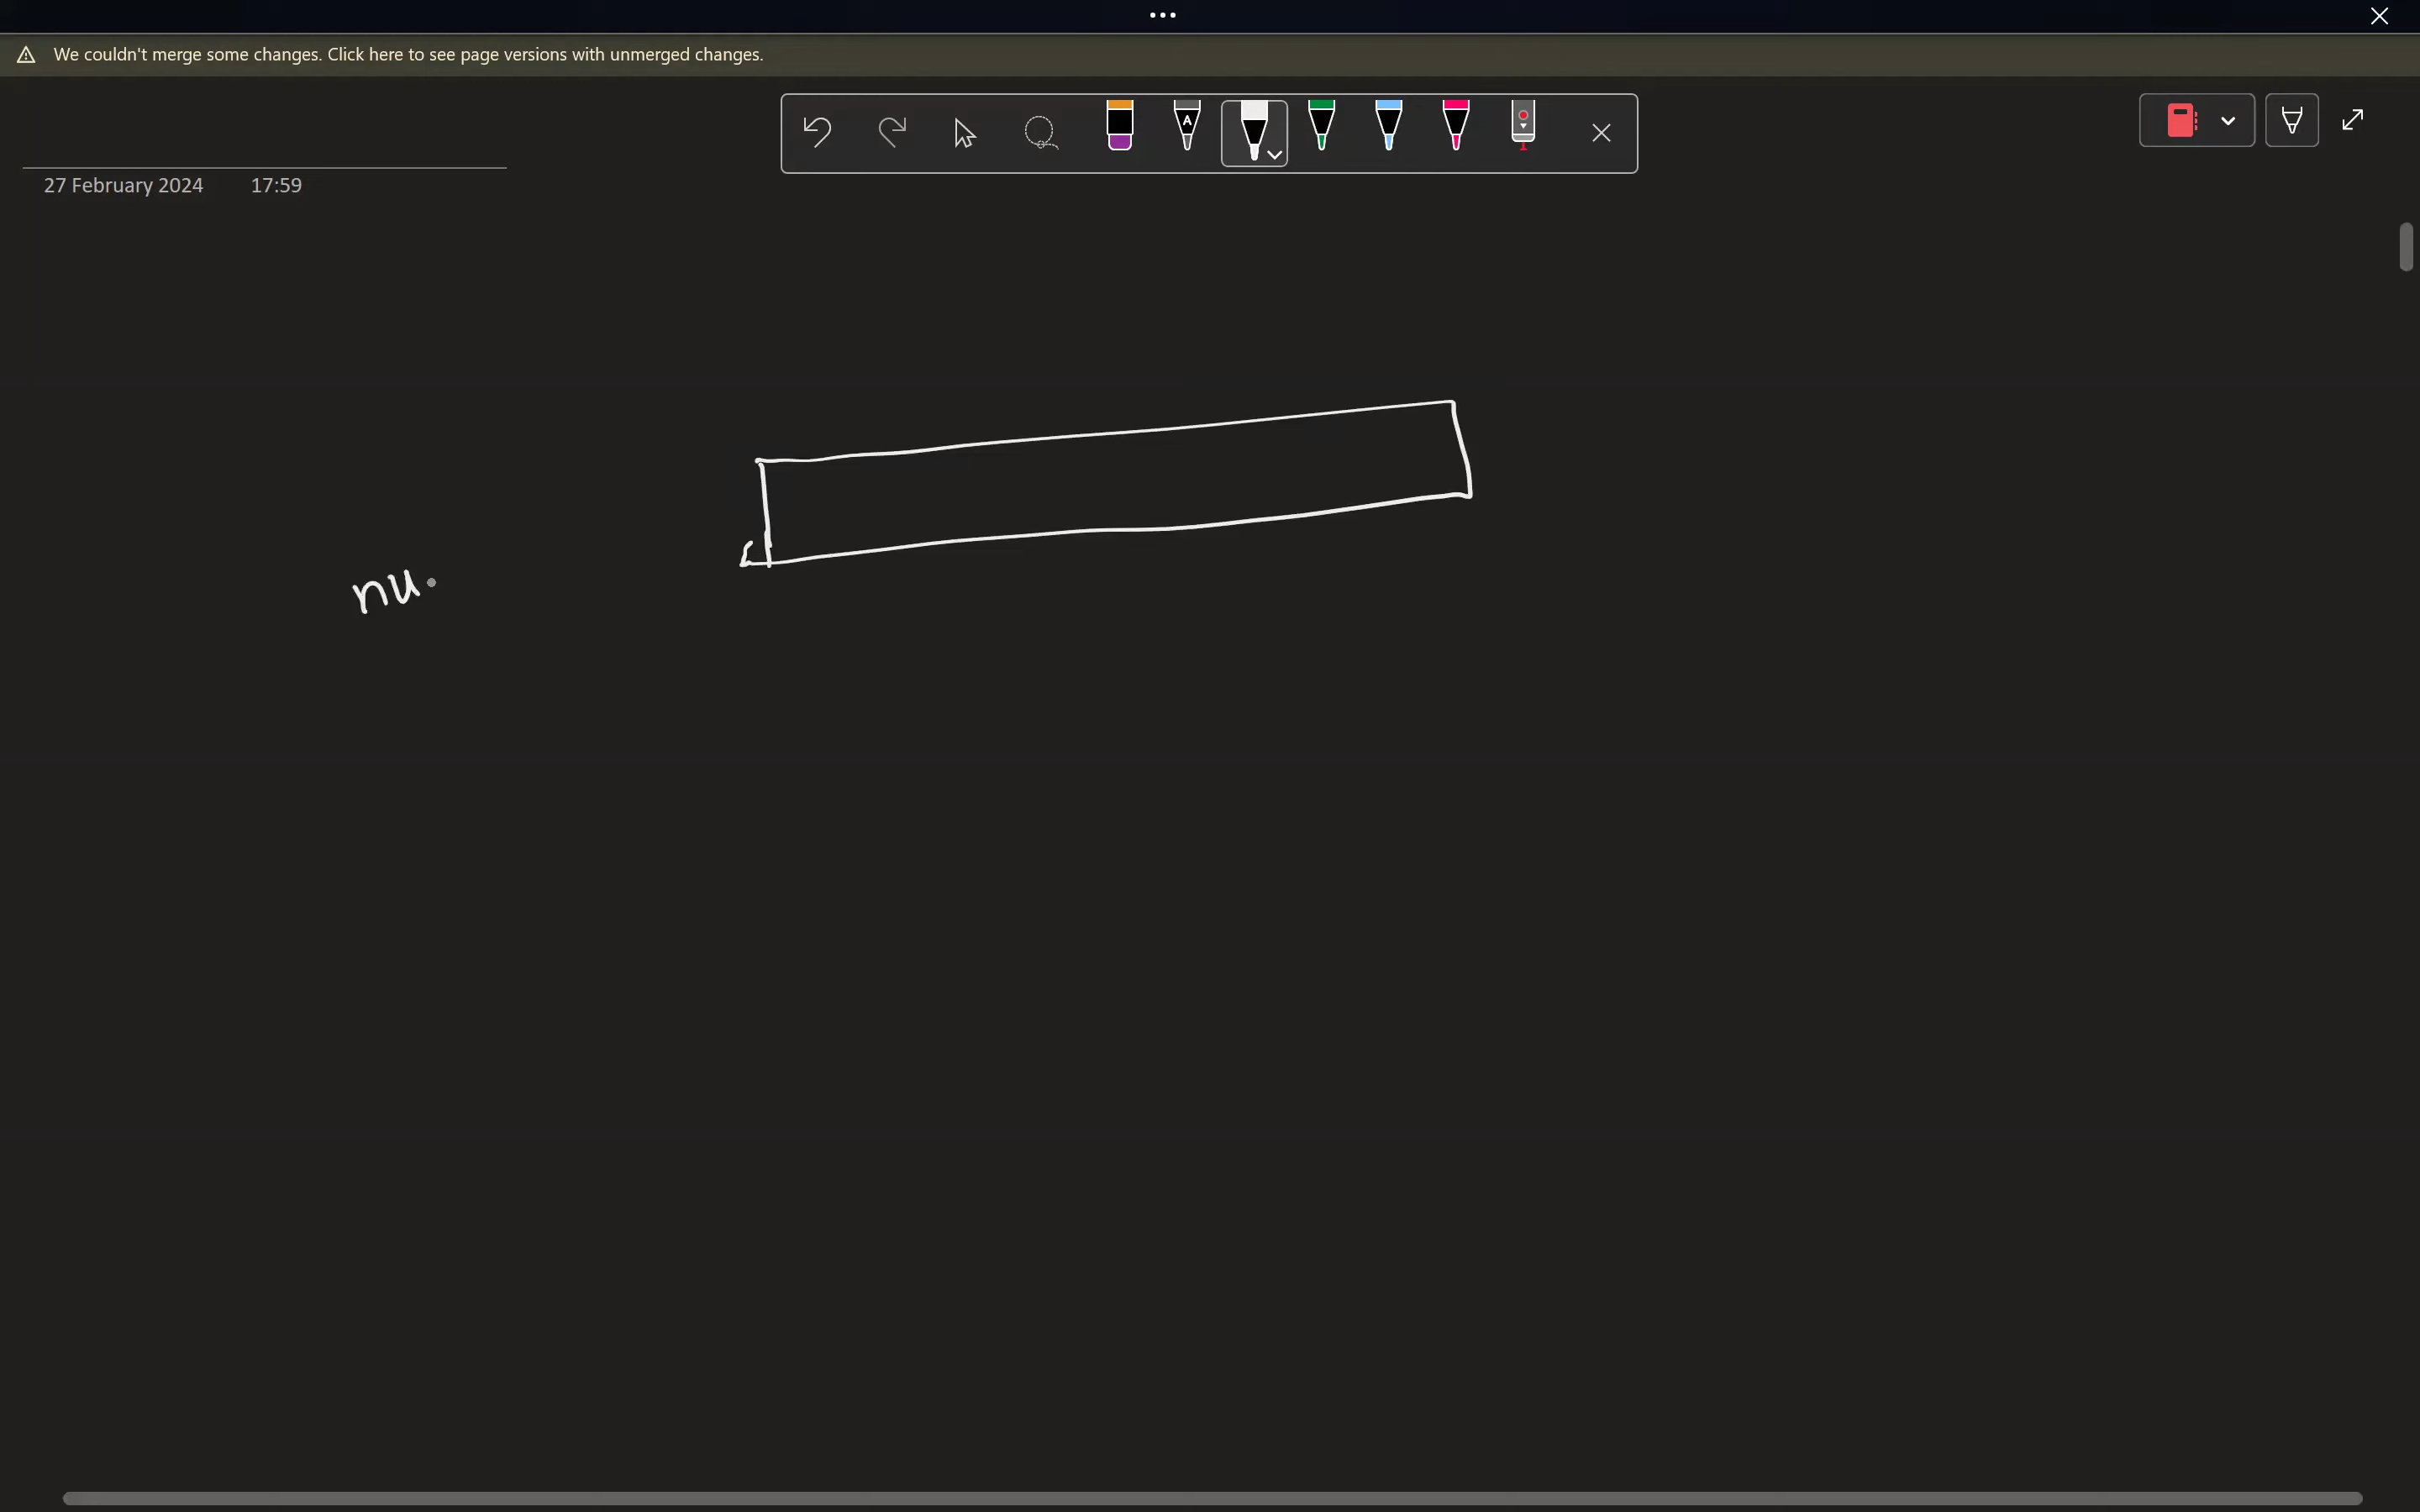 We couldn't merge some changes. Click here to see page versions with unmerged changes.
A
27 February 2024 17:59
nu